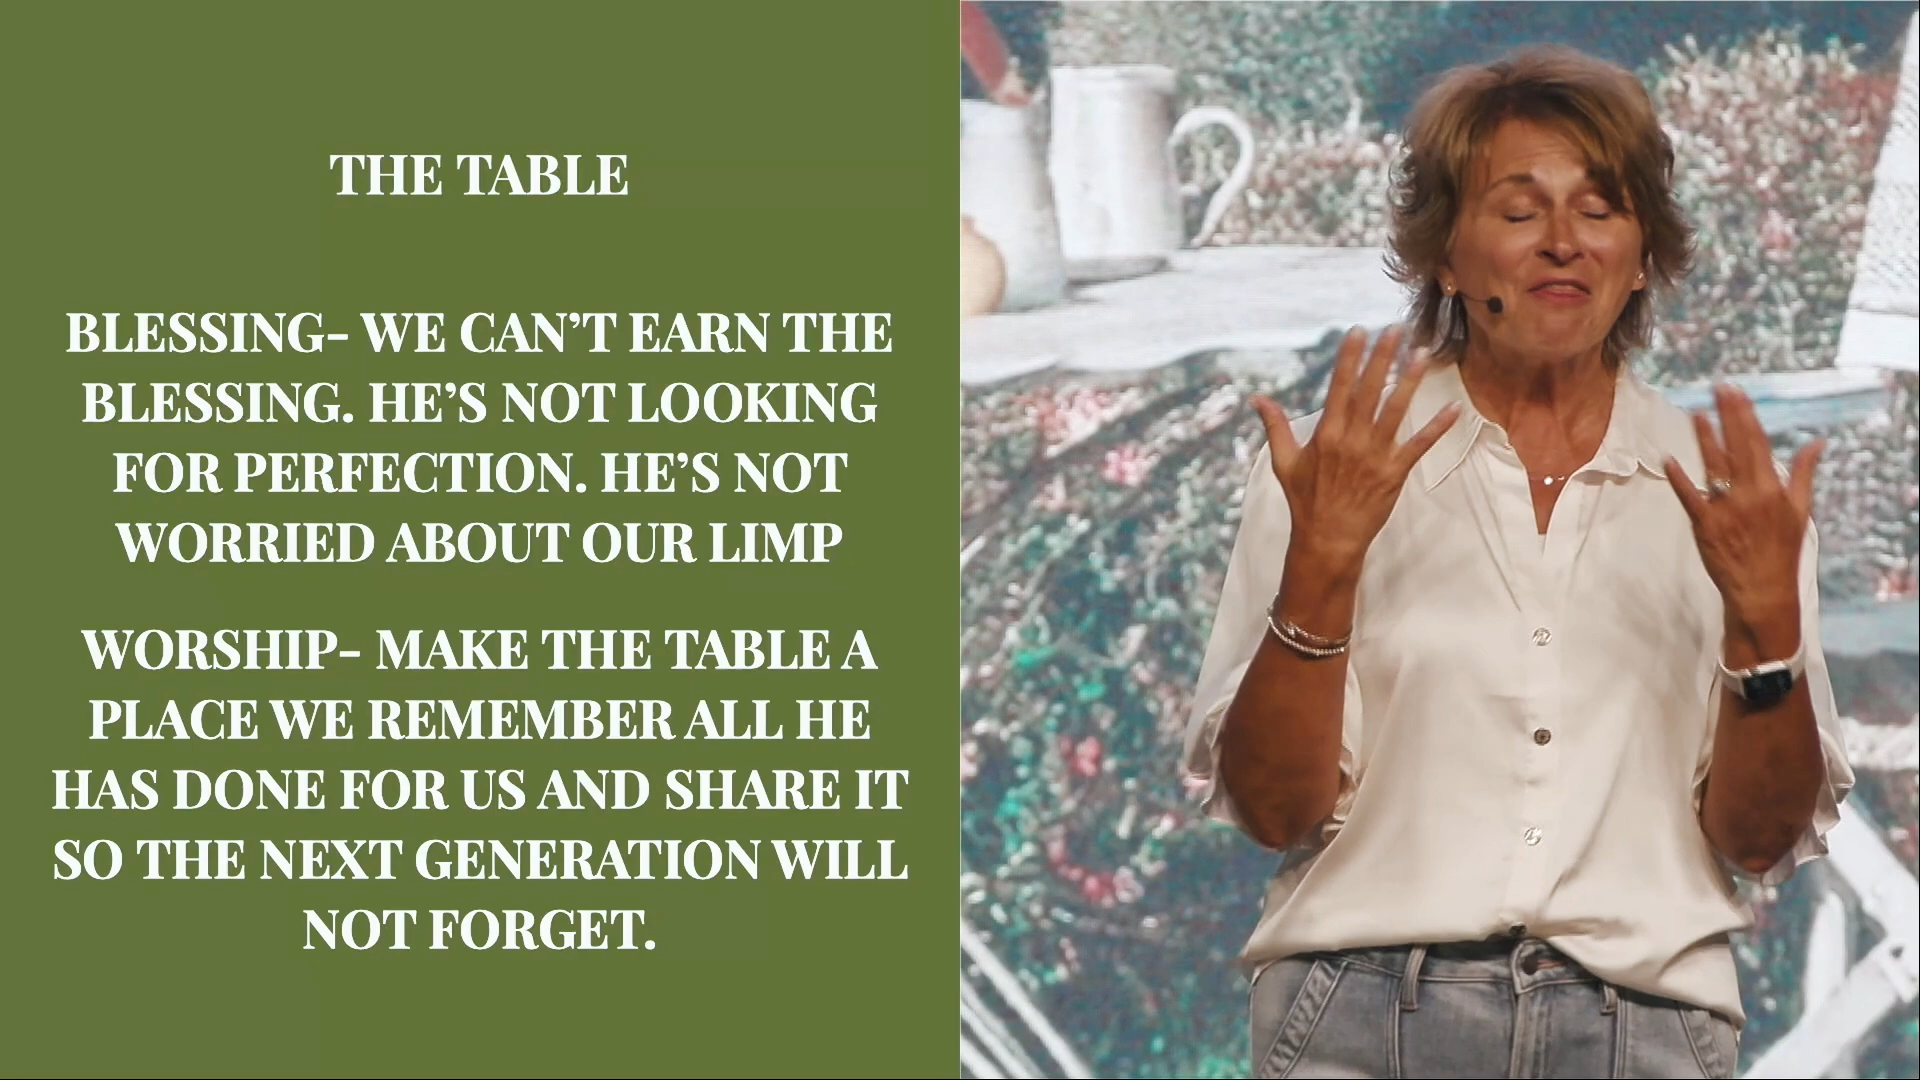 THE TABLE
BLESSING- WE CAN’T EARN THE
BLESSING. HE’S NOT LOOKING
FOR PERFECTION. HE’S NOT
WORRIED ABOUT OUR LIMP
WORSHIP- MAKE THE TABLE A
PLACE WE REMEMBER ALL HE
HAS DONE FOR US AND SHARE IT
SO THE NEXT GENERATION WILL
NOT FORGET.